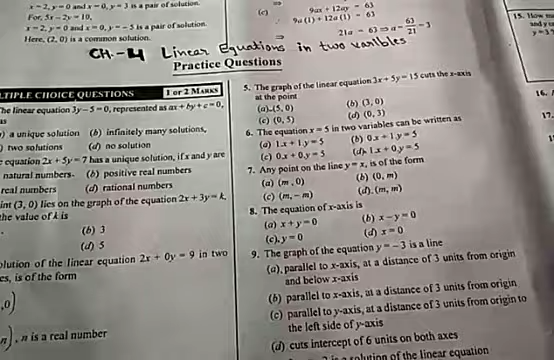 x = 2, y = 0 and x = 0, y = 3 is a pair of solution.
For, 5x - 2y = 10,
x = 2, y = 0 and x = 0, y = - 5 is a pair of solution.
Here, (2, 0) is a common solution.
(c)
9ax + 12ay = 63
9a (1) + 12a (1) = 63
21a = 63 ⇒ a = 63/21 = 3
CH-4 Linear Equations in two varibles
Practice Questions
LTIPLE CHOICE QUESTIONS
1 or 2 MARKS
The linear equation 3y - 5 = 0, represented as ax + by + c = 0,
as
) a unique solution (b) infinitely many solutions,
) two solutions (d) no solution
equation 2x + 5y = 7 has a unique solution, if x and y are
natural numbers (b) positive real numbers
real numbers (d) rational numbers
int (3, 0) lies on the graph of the equation 2x + 3y = k,
the value of k is
(b) 3
(d) 5
olution of the linear equation 2x + 0y = 9 in two
es, is of the form
,0)
n), n is a real number
5. The graph of the linear equation 3x + 5y = 15 cuts the x-axis
at the point
(a) (5, 0) (b) (3, 0)
(c) (0, 5) (d) (0, 3)
6. The equation x = 5 in two variables can be written as
(a) 1.x + 1.y = 5 (b) 0.x + 1.y = 5
(c) 0.x + 0.y = 5 (d) 1.x + 0.y = 5
7. Any point on the line y = x, is of the form
(a) (m, 0) (b) (0, m)
(c) (m, - m) (d) (m, m)
8. The equation of x-axis is
(a) x + y = 0 (b) x - y = 0
(c) y = 0 (d) x = 0
9. The graph of the equation y = - 3 is a line
(a) parallel to x-axis, at a distance of 3 units from origin
and below x-axis
(b) parallel to x-axis, at a distance of 3 units from origin
(c) parallel to y-axis, at a distance of 3 units from origin to
the left side of y-axis
(d) cuts intercept of 6 units on both axes
solution of the linear equation
15. How
16.
17.